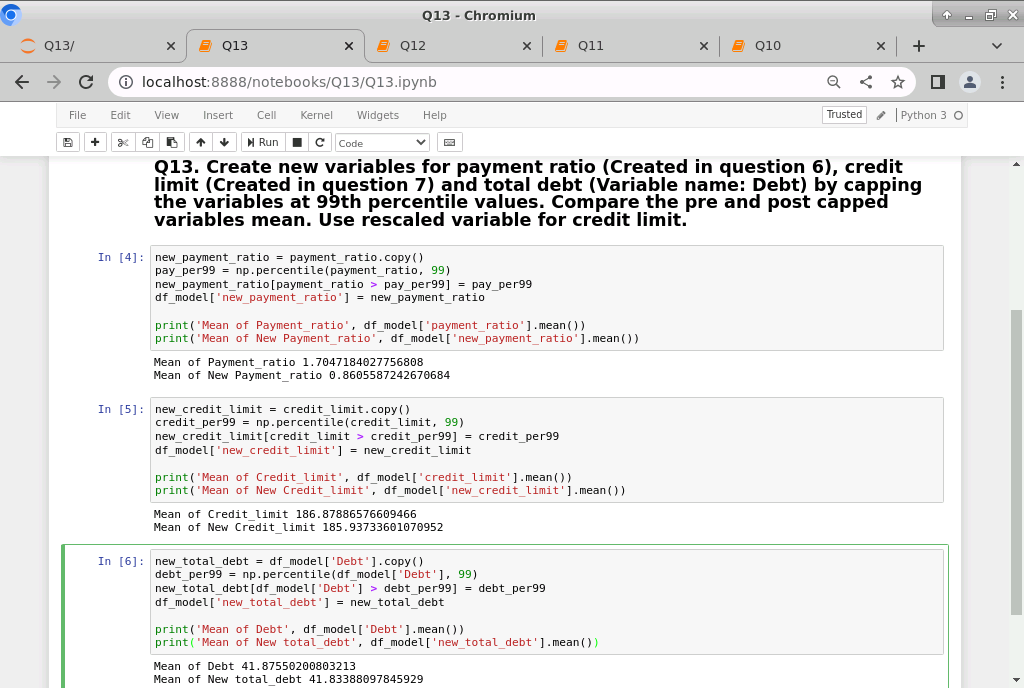 Q13 - Chromium
Q13/
Q13
Q12
Q11
Q10
localhost:8888/notebooks/Q13/Q13.ipynb
File Edit View Insert Cell Kernel Widgets Help Trusted Python 3
Run Code
Q13. Create new variables for payment ratio (Created in question 6), credit
limit (Created in question 7) and total debt (Variable name: Debt) by capping
the variables at 99th percentile values. Compare the pre and post capped
variables mean. Use rescaled variable for credit limit.
In [4]:
new_payment_ratio = payment_ratio.copy()
pay_per99 = np.percentile(payment_ratio, 99)
new_payment_ratio[payment_ratio > pay_per99] = pay_per99
df_model['new_payment_ratio'] = new_payment_ratio
print('Mean of Payment_ratio', df_model['payment_ratio'].mean())
print('Mean of New Payment_ratio', df_model['new_payment_ratio'].mean())
Mean of Payment_ratio 1.7047184027756808
Mean of New Payment_ratio 0.8605587242670684
In [5]:
new_credit_limit = credit_limit.copy()
credit_per99 = np.percentile(credit_limit, 99)
new_credit_limit[credit_limit > credit_per99] = credit_per99
df_model['new_credit_limit'] = new_credit_limit
print('Mean of Credit_limit', df_model['credit_limit'].mean())
print('Mean of New Credit_limit', df_model['new_credit_limit'].mean())
Mean of Credit_limit 186.87886576609466
Mean of New Credit_limit 185.93733601070952
In [6]:
new_total_debt = df_model['Debt'].copy()
debt_per99 = np.percentile(df_model['Debt'], 99)
new_total_debt[df_model['Debt'] > debt_per99] = debt_per99
df_model['new_total_debt'] = new_total_debt
print('Mean of Debt', df_model['Debt'].mean())
print('Mean of New total_debt', df_model['new_total_debt'].mean())
Mean of Debt 41.87550200803213
Mean of New total_debt 41.83388097845929